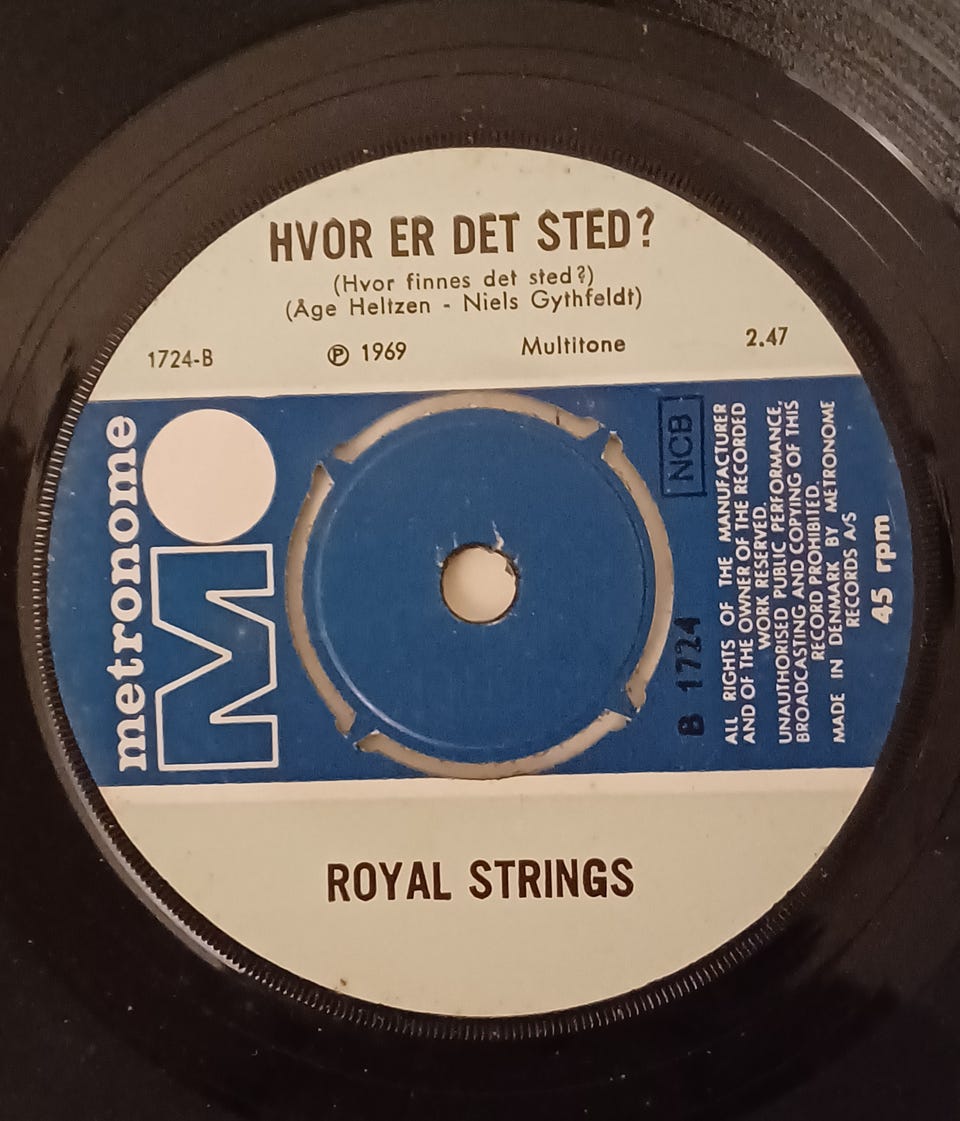 HVOR ER DET STED?
(Hvor finnes det sted?)
(Åge Heltzen - Niels Gythfeldt)
1724-B
℗ 1969
Multitone
2.47
metronome
M
NCB
B 1724
ALL RIGHTS OF THE MANUFACTURER
AND OF THE OWNER OF THE RECORDED
WORK RESERVED.
UNAUTHORISED PUBLIC PERFORMANCE,
BROADCASTING AND COPYING OF THIS
RECORD PROHIBITED.
MADE IN DENMARK BY METRONOME
RECORDS A/S
45 rpm
ROYAL STRINGS